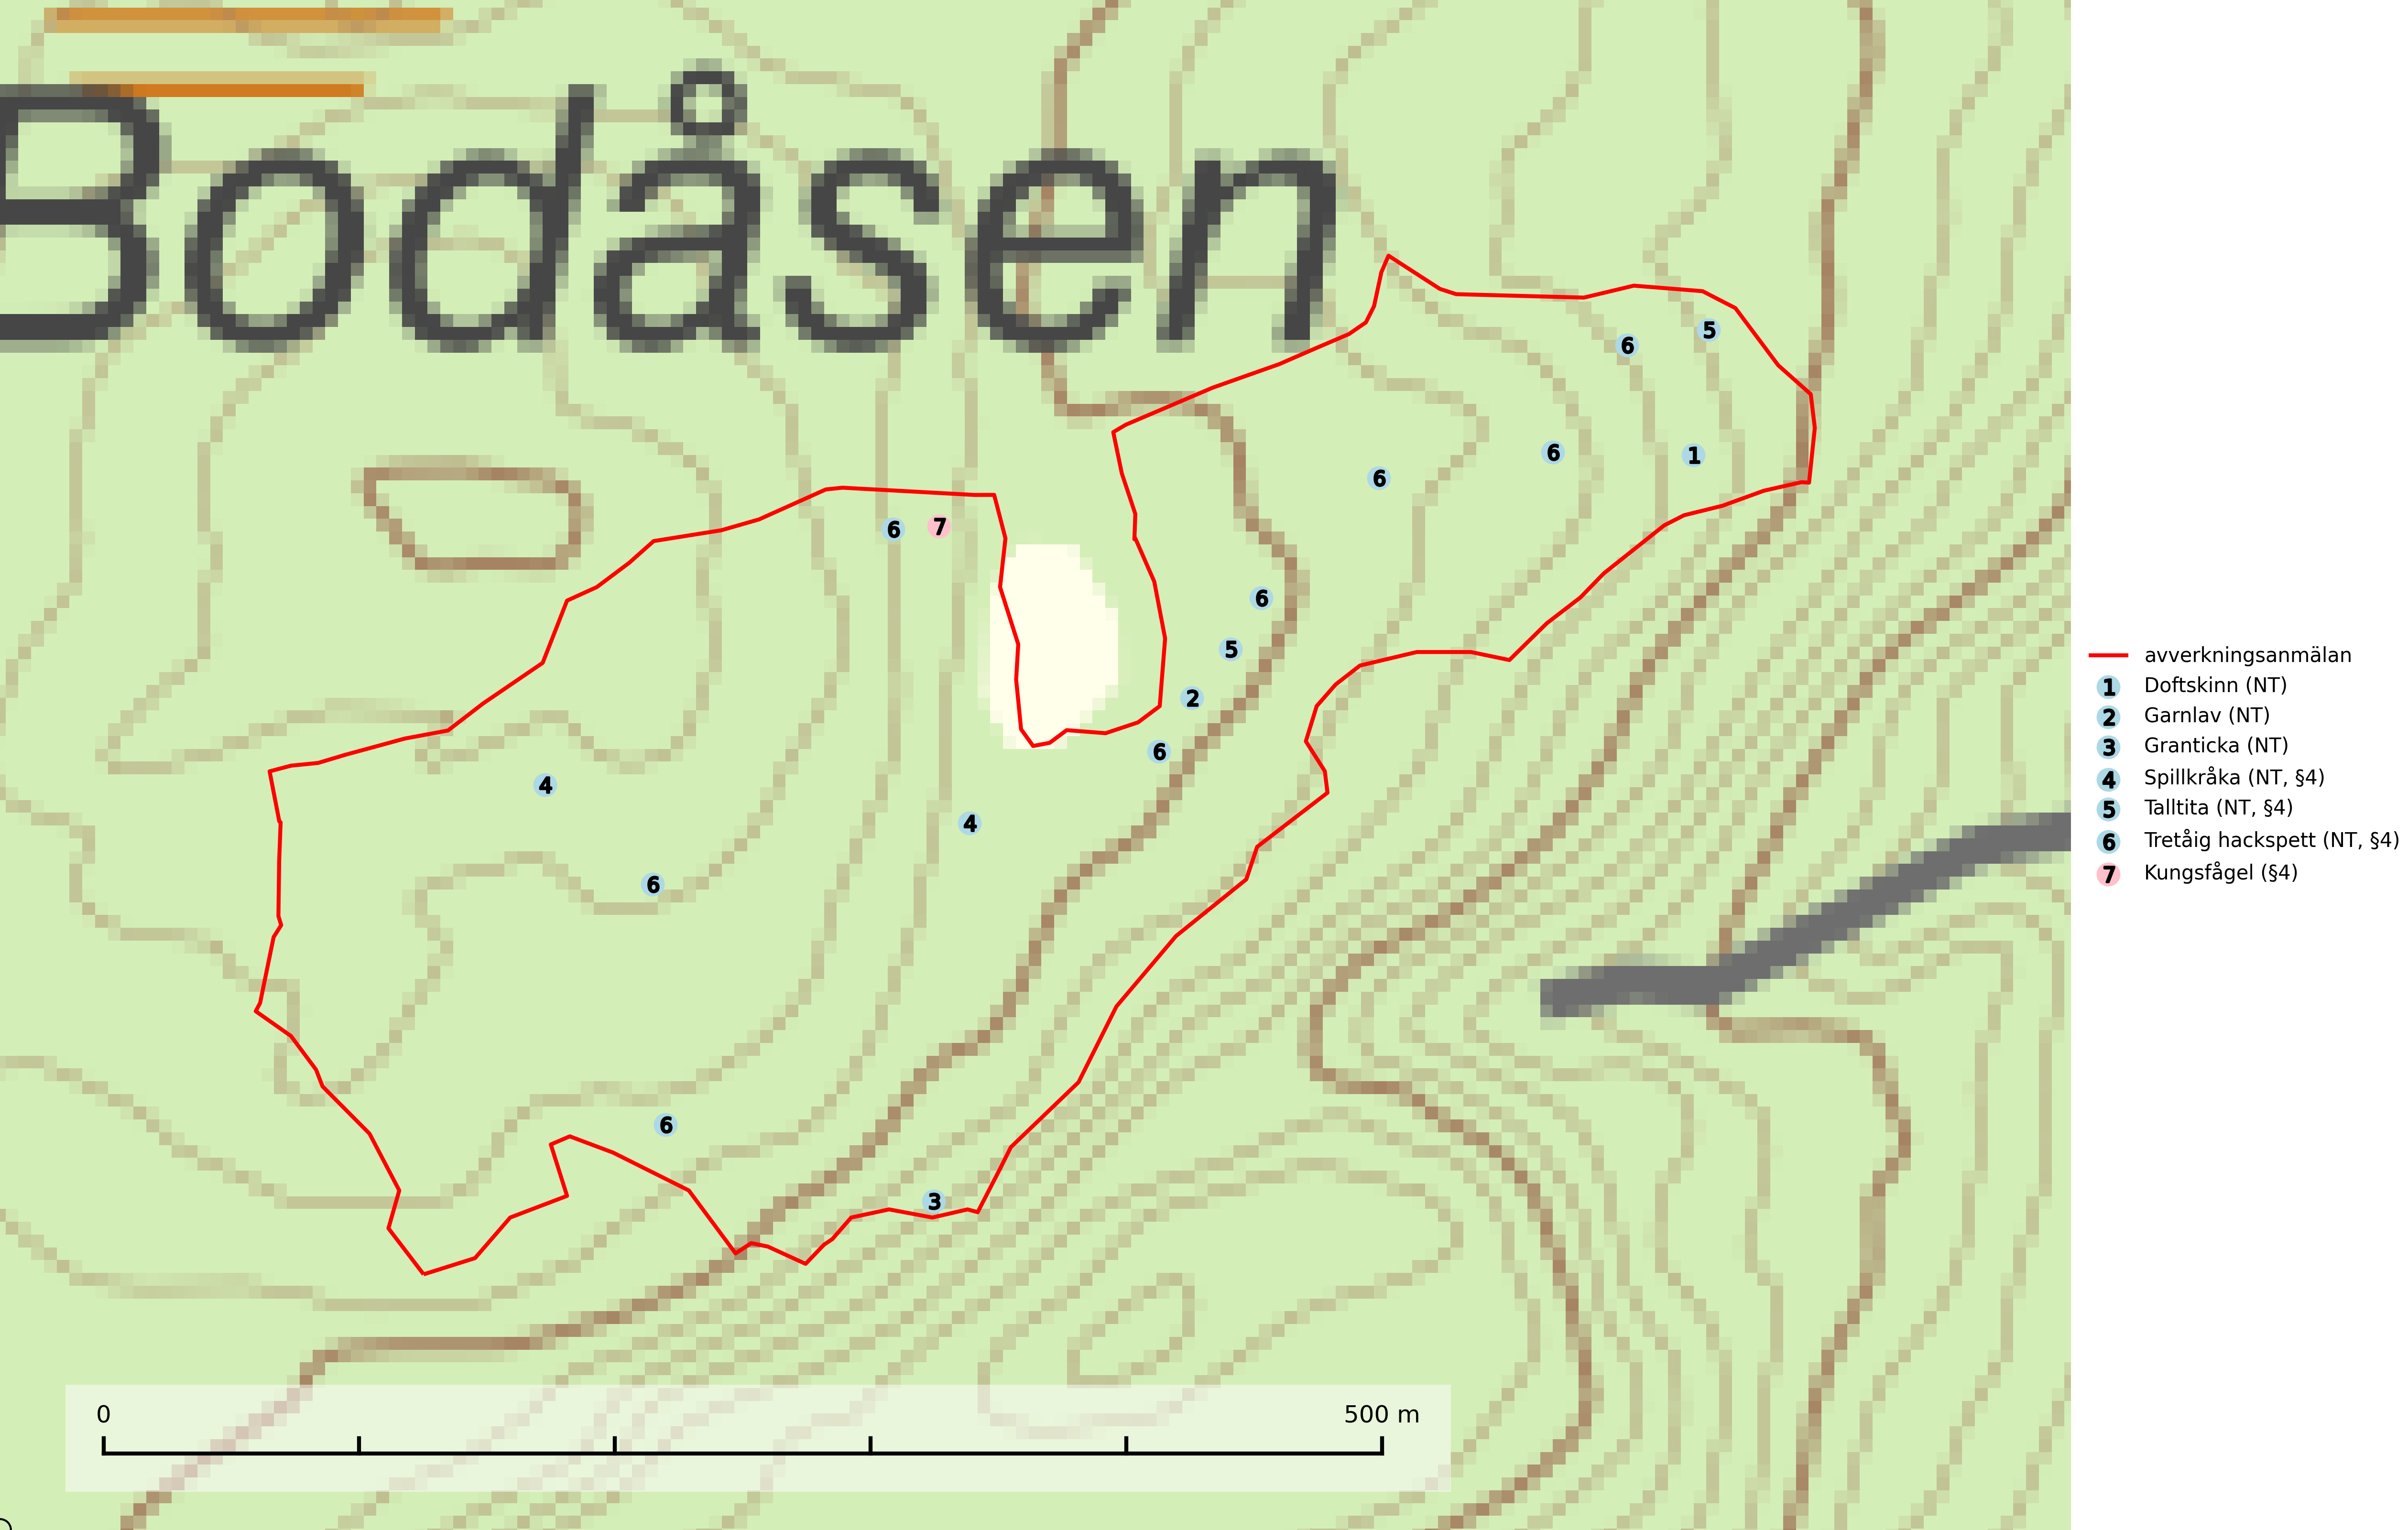 Bodåsen
6
5
6
1
6
6
7
6
5
2
6
4
4
6
6
3
avverkningsanmälan
1 Doftskinn (NT)
2 Garnlav (NT)
3 Granticka (NT)
4 Spillkråka (NT, §4)
5 Talltita (NT, §4)
6 Tretåig hackspett (NT, §4)
7 Kungsfågel (§4)
0 500 m